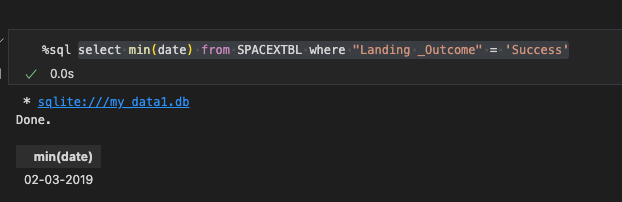 %sql select min(date) from SPACEXTBL where "Landing _Outcome" = 'Success'
0.0s
* sqlite:///my_data1.db
Done.
min(date)
02-03-2019